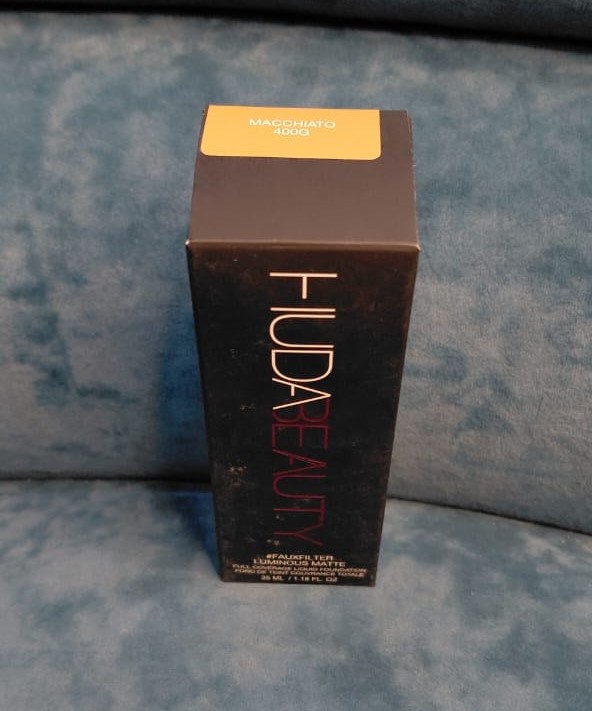 MACCHIATO
400G
HUDABEAUTY
#FAUXFILTER
LUMINOUS MATTE
FULL COVERAGE LIQUID FOUNDATION
FOND DE TEINT COUVRANCE TOTALE
35 ML / 1.18 FL. OZ